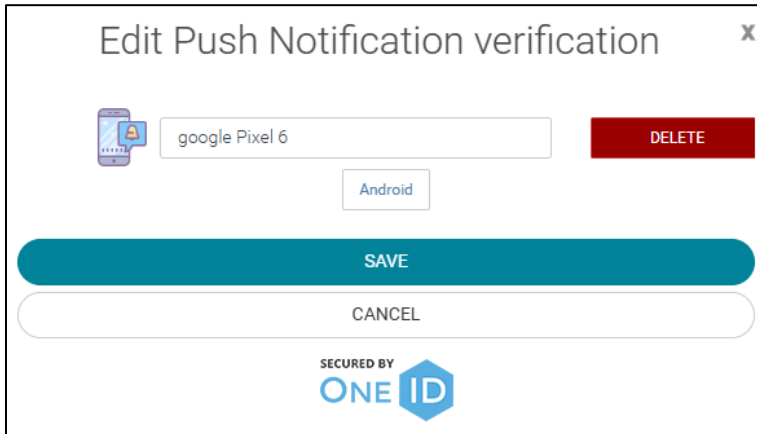 Edit Push Notification verification
X
google Pixel 6
DELETE
Android
SAVE
CANCEL
SECURED BY
ONE ID